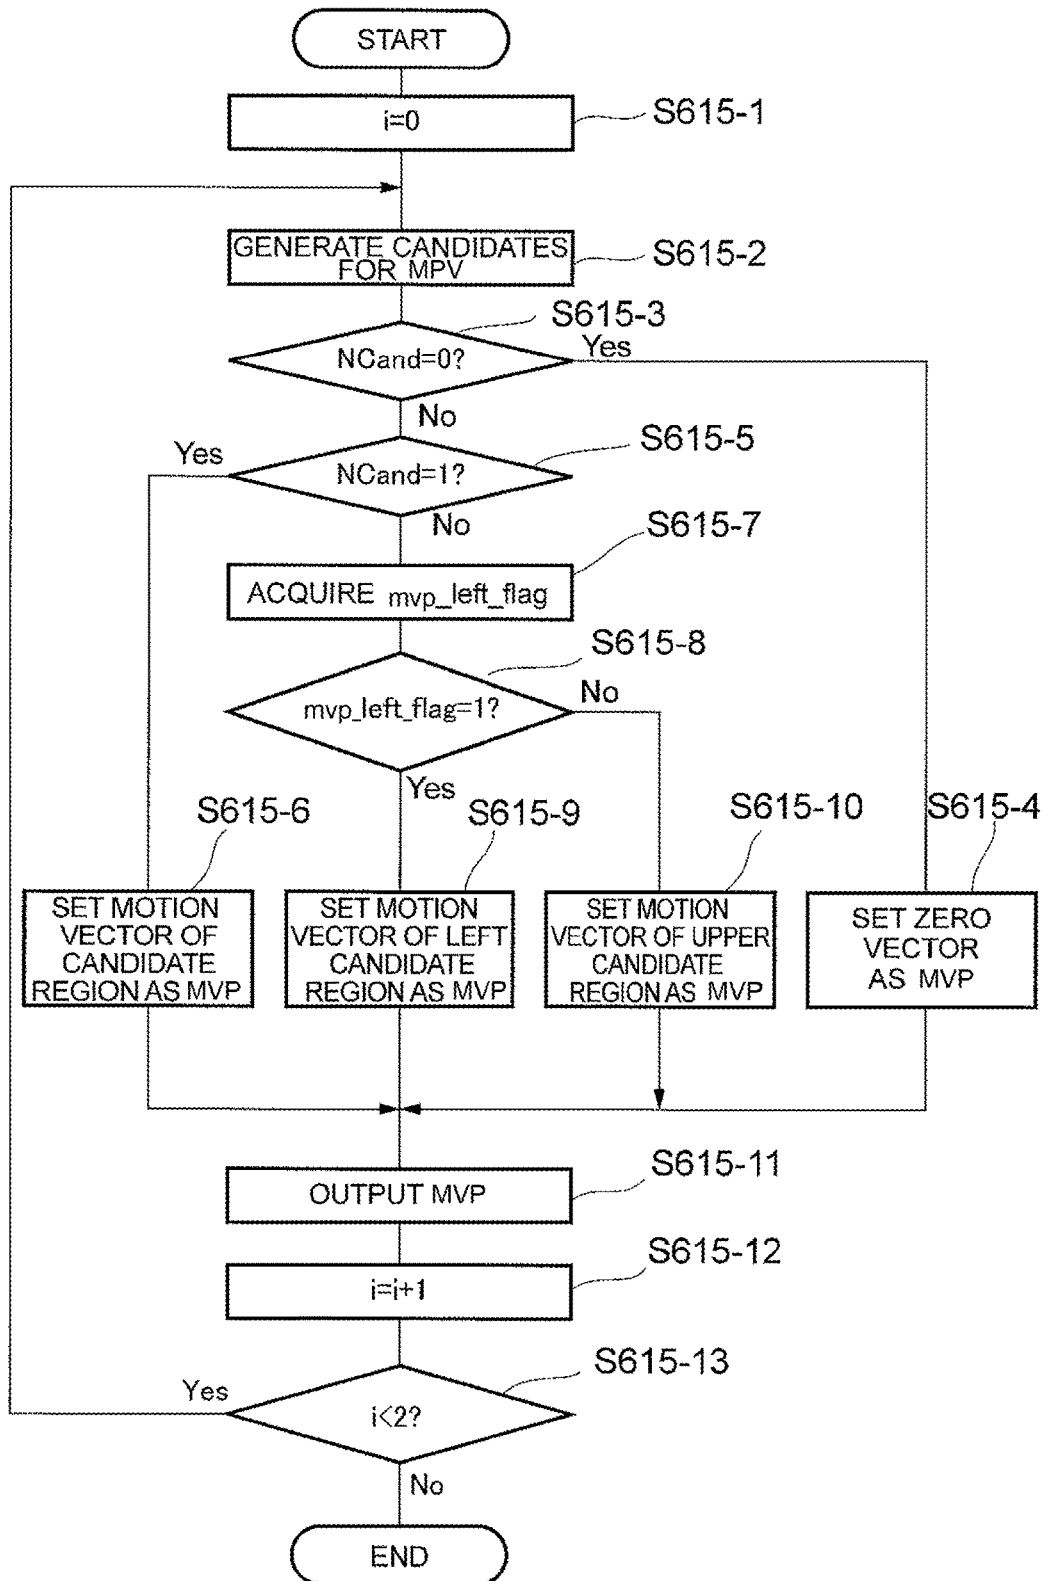 START
i=0
S615-1
GENERATE CANDIDATES
FOR MPV
S615-2
S615-3
NCand=0?
Yes
No
S615-5
Yes
NCand=1?
No
S615-7
ACQUIRE mvp_left_flag
S615-8
mvp_left_flag=1?
No
Yes
S615-6
S615-9
S615-10
S615-4
SET MOTION
VECTOR OF
CANDIDATE
REGION AS MVP
SET MOTION
VECTOR OF LEFT
CANDIDATE
REGION AS MVP
SET MOTION
VECTOR OF UPPER
CANDIDATE
REGION AS MVP
SET ZERO
VECTOR
AS MVP
S615-11
OUTPUT MVP
S615-12
i=i+1
S615-13
Yes
i<2?
No
END